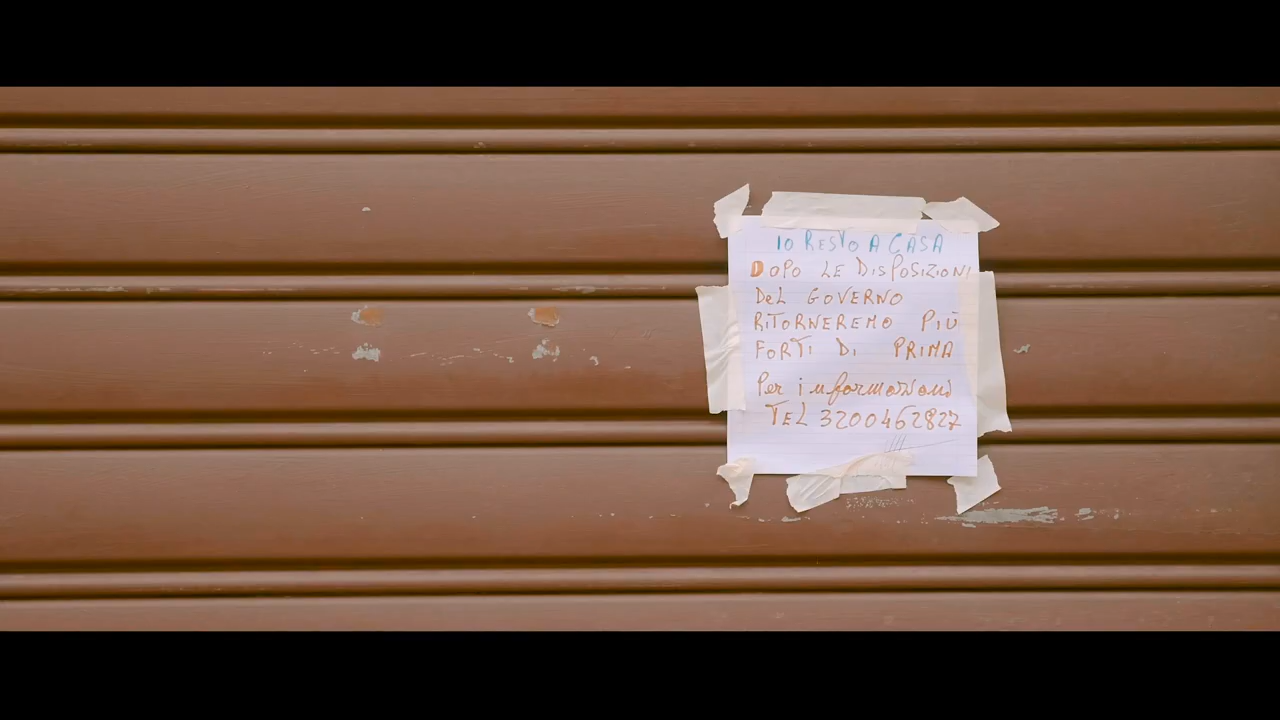 IO RESTO A CASA
DOPO LE DISPOSIZIONI
DeL GOVERNO
RiTORNEREMO PIÙ
FORTI DI PRIMA
Per informazioni
TEL 3200462827